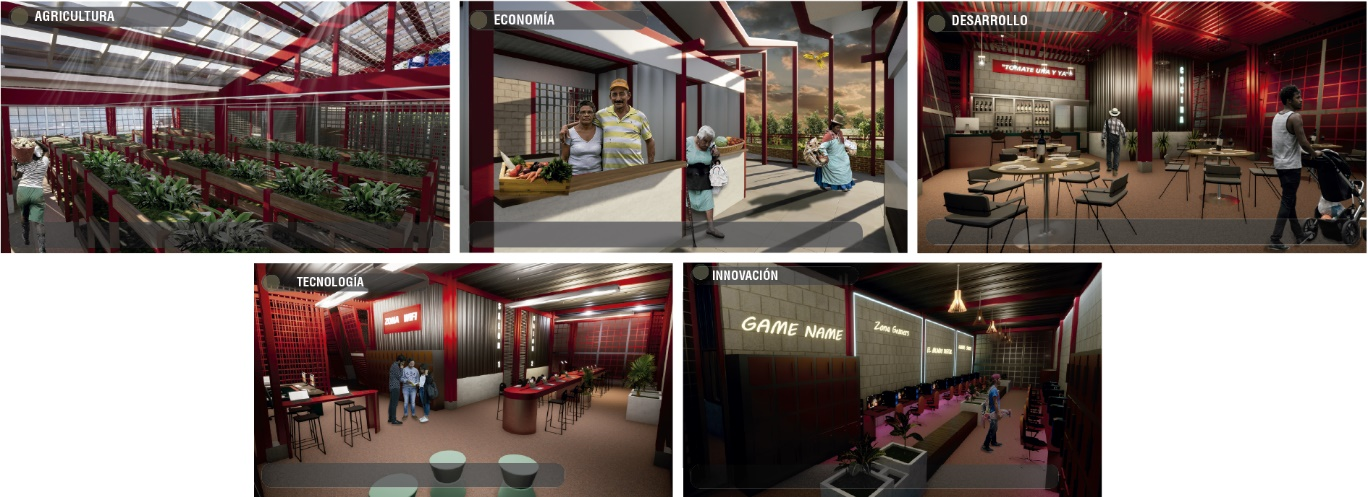 AGRICULTURA
ECONOMÍA
DESARROLLO
"TOMATE UNA Y YA"
TECNOLOGÍA
ZONA WIFI
INNOVACIÓN
GAME NAME
Zona Gamers